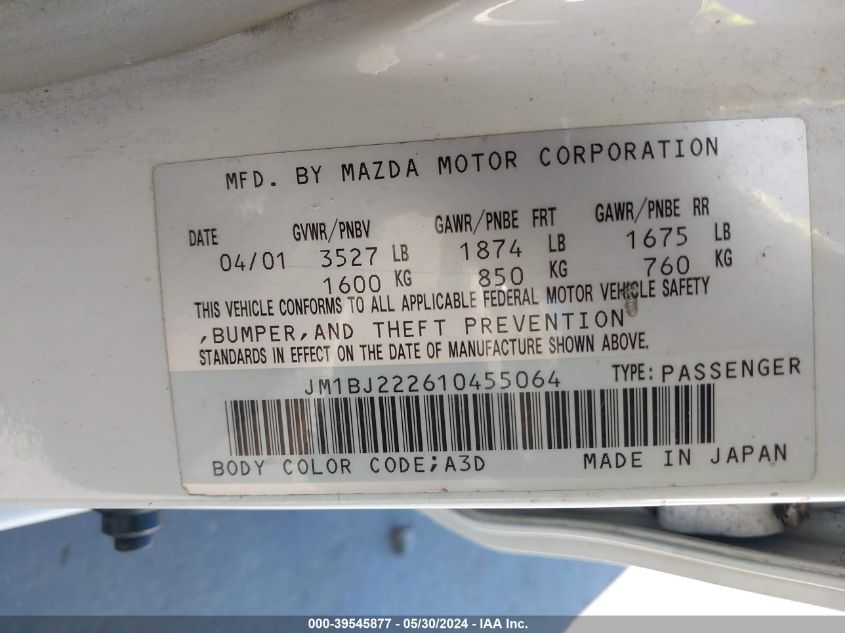 MFD. BY MAZDA MOTOR CORPORATION
DATE GVWR/PNBV GAWR/PNBE FRT GAWR/PNBE RR
04/01 3527 LB 1874 LB 1675 LB
1600 KG 850 KG 760 KG
THIS VEHICLE CONFORMS TO ALL APPLICABLE FEDERAL MOTOR VEHICLE SAFETY
,BUMPER,AND THEFT PREVENTION
STANDARDS IN EFFECT ON THE DATE OF MANUFACTURE SHOWN ABOVE.
JM1BJ222610455064 TYPE: PASSENGER
BODY COLOR CODE;A3D MADE IN JAPAN
000-39545877 - 05/30/2024 - IAA Inc.